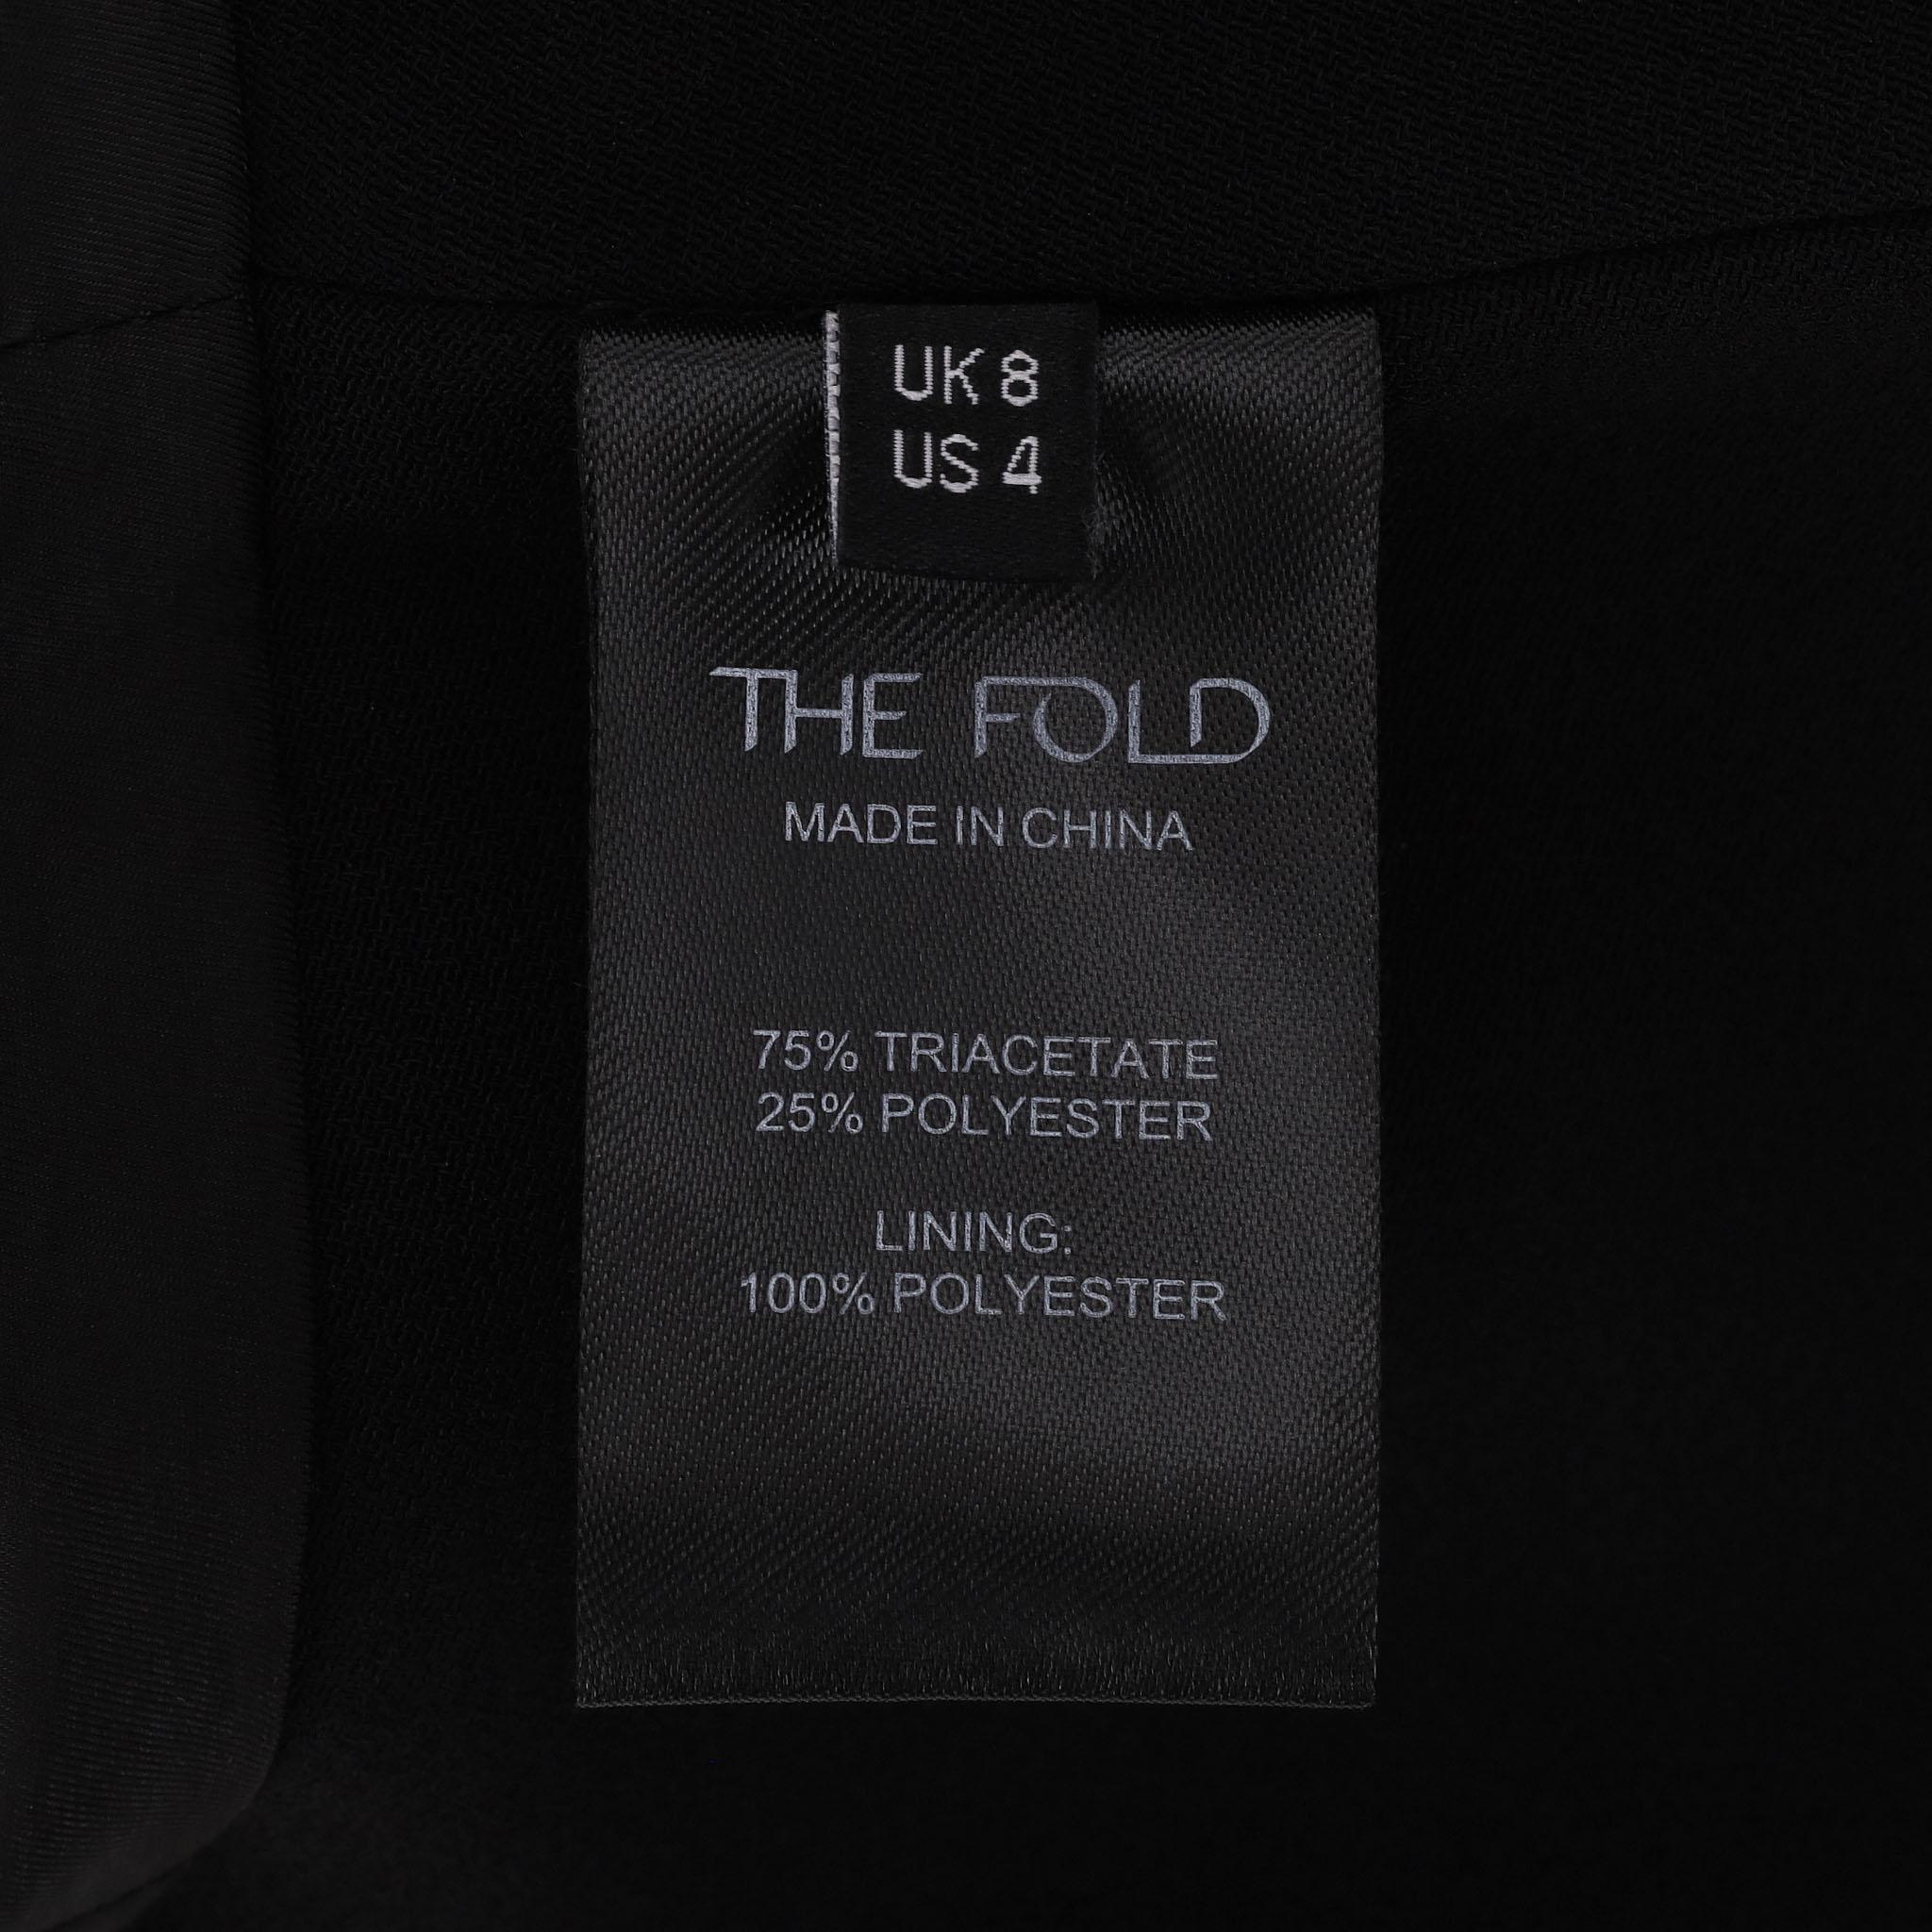 UK 8
US 4
THE FOLD
MADE IN CHINA
75% TRIACETATE
25% POLYESTER
LINING:
100% POLYESTER